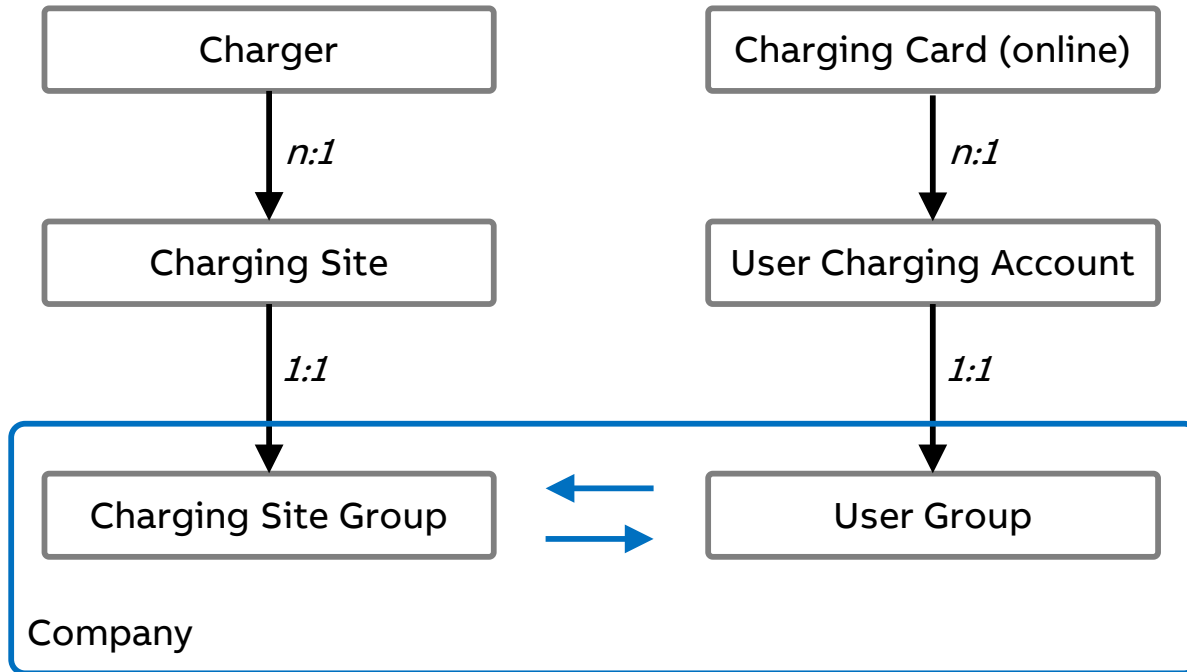 Charger
Charging Card (online)
n:1
n:1
Charging Site
User Charging Account
1:1
1:1
Charging Site Group
User Group
Company